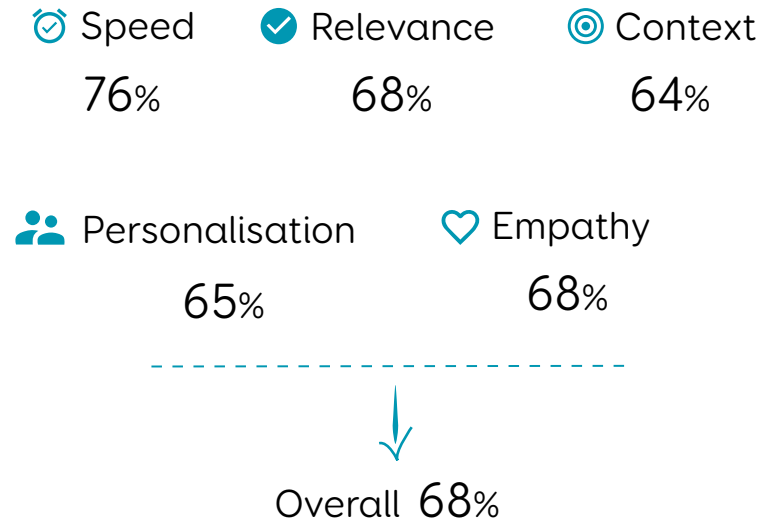 Speed Relevance Context
76% 68% 64%
Personalisation Empathy
65% 68%
Overall 68%